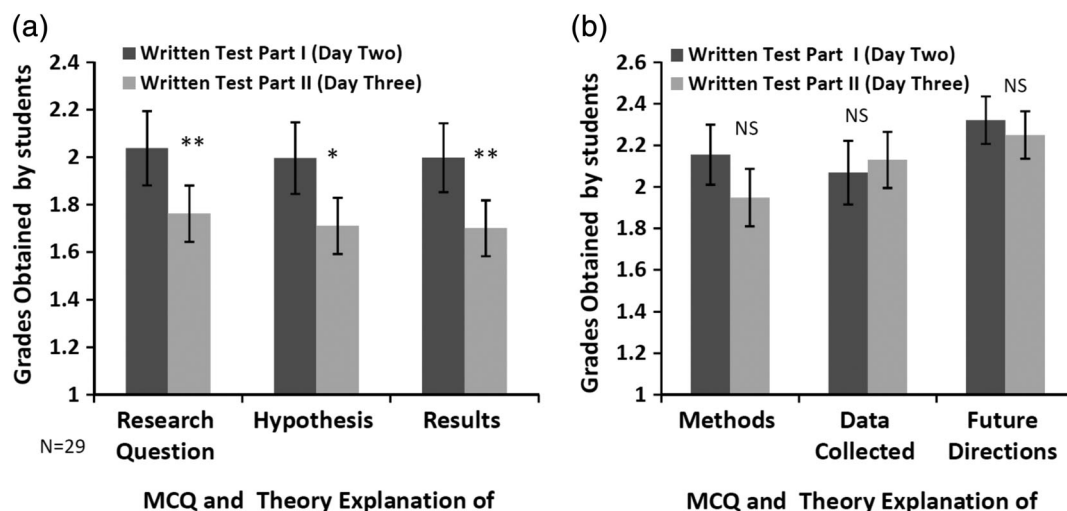 (a)
Written Test Part I (Day Two)
Written Test Part II (Day Three)
Grades Obtained by students
2.4
2.2
2
1.8
1.6
1.4
1.2
1
**
*
**
Research Question
Hypothesis
Results
N=29
MCQ and Theory Explanation of
(b)
Written Test Part I (Day Two)
Written Test Part II (Day Three)
Grades Obtained by students
2.6
2.4
2.2
2
1.8
1.6
1.4
1.2
1
NS
NS
NS
Methods
Data Collected
Future Directions
MCQ and Theory Explanation of